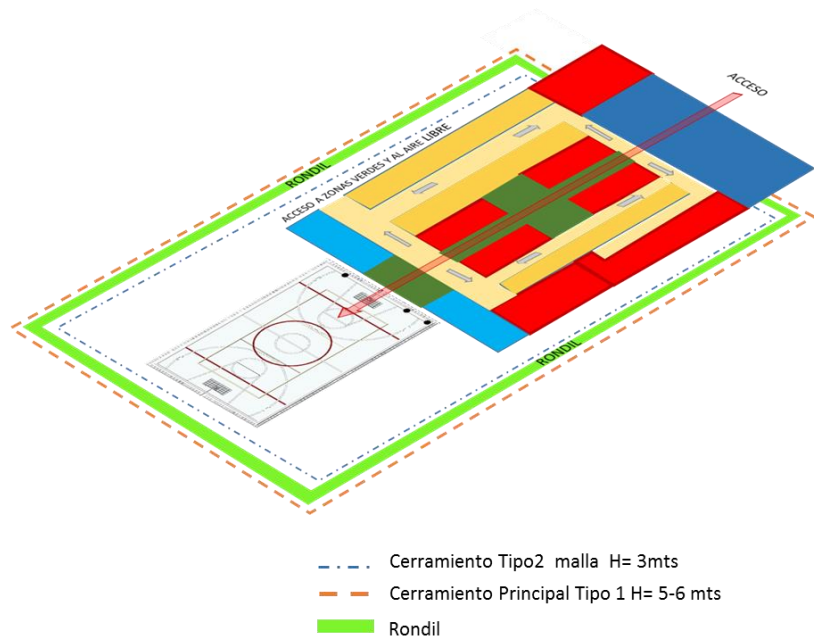 ACCESO
ACCESO A ZONAS VERDES Y AL AIRE LIBRE
RONDIL
RONDIL
Cerramiento Tipo2 malla H= 3mts
Cerramiento Principal Tipo 1 H= 5-6 mts
Rondil